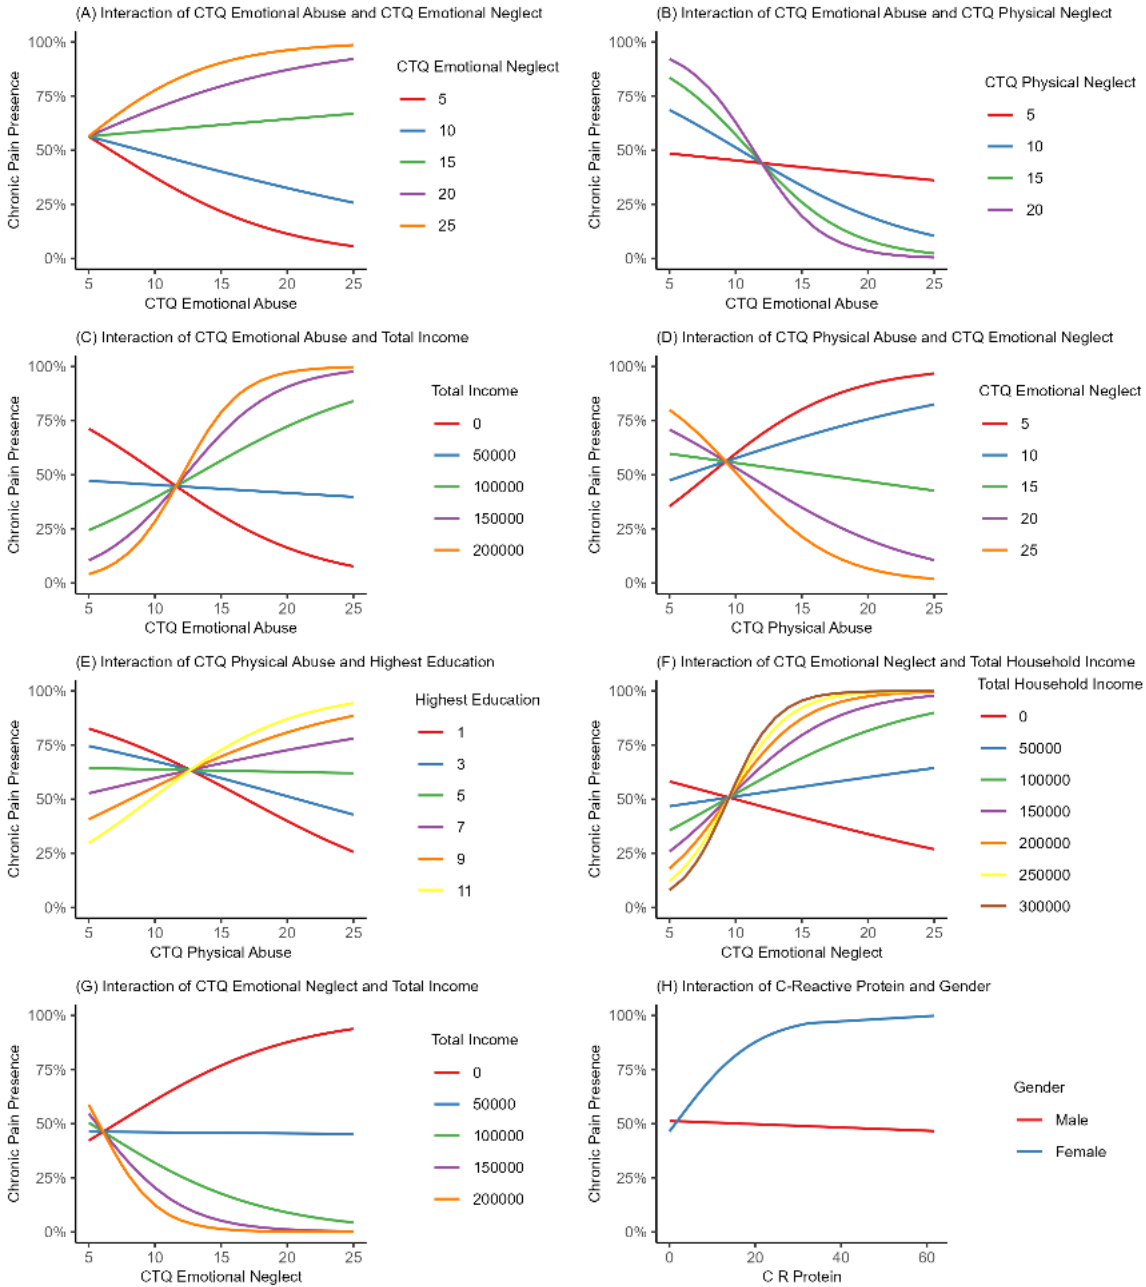 (A) Interaction of CTQ Emotional Abuse and CTQ Emotional Neglect
Chronic Pain Presence
100%
75%
50%
25%
0%
5 10 15 20 25
CTQ Emotional Abuse
CTQ Emotional Neglect
5
10
15
20
25
(B) Interaction of CTQ Emotional Abuse and CTQ Physical Neglect
Chronic Pain Presence
100%
75%
50%
25%
0%
5 10 15 20 25
CTQ Emotional Abuse
CTQ Physical Neglect
5
10
15
20
(C) Interaction of CTQ Emotional Abuse and Total Income
Chronic Pain Presence
100%
75%
50%
25%
0%
5 10 15 20 25
CTQ Emotional Abuse
Total Income
0
50000
100000
150000
200000
(D) Interaction of CTQ Physical Abuse and CTQ Emotional Neglect
Chronic Pain Presence
100%
75%
50%
25%
0%
5 10 15 20 25
CTQ Physical Abuse
CTQ Emotional Neglect
5
10
15
20
25
(E) Interaction of CTQ Physical Abuse and Highest Education
Chronic Pain Presence
100%
75%
50%
25%
0%
5 10 15 20 25
CTQ Physical Abuse
Highest Education
1
3
5
7
9
11
(F) Interaction of CTQ Emotional Neglect and Total Household Income
Chronic Pain Presence
100%
75%
50%
25%
0%
5 10 15 20 25
CTQ Emotional Neglect
Total Household Income
0
50000
100000
150000
200000
250000
300000
(G) Interaction of CTQ Emotional Neglect and Total Income
Chronic Pain Presence
100%
75%
50%
25%
0%
5 10 15 20 25
CTQ Emotional Neglect
Total Income
0
50000
100000
150000
200000
(H) Interaction of C-Reactive Protein and Gender
Chronic Pain Presence
100%
75%
50%
25%
0%
0 20 40 60
C R Protein
Gender
Male
Female